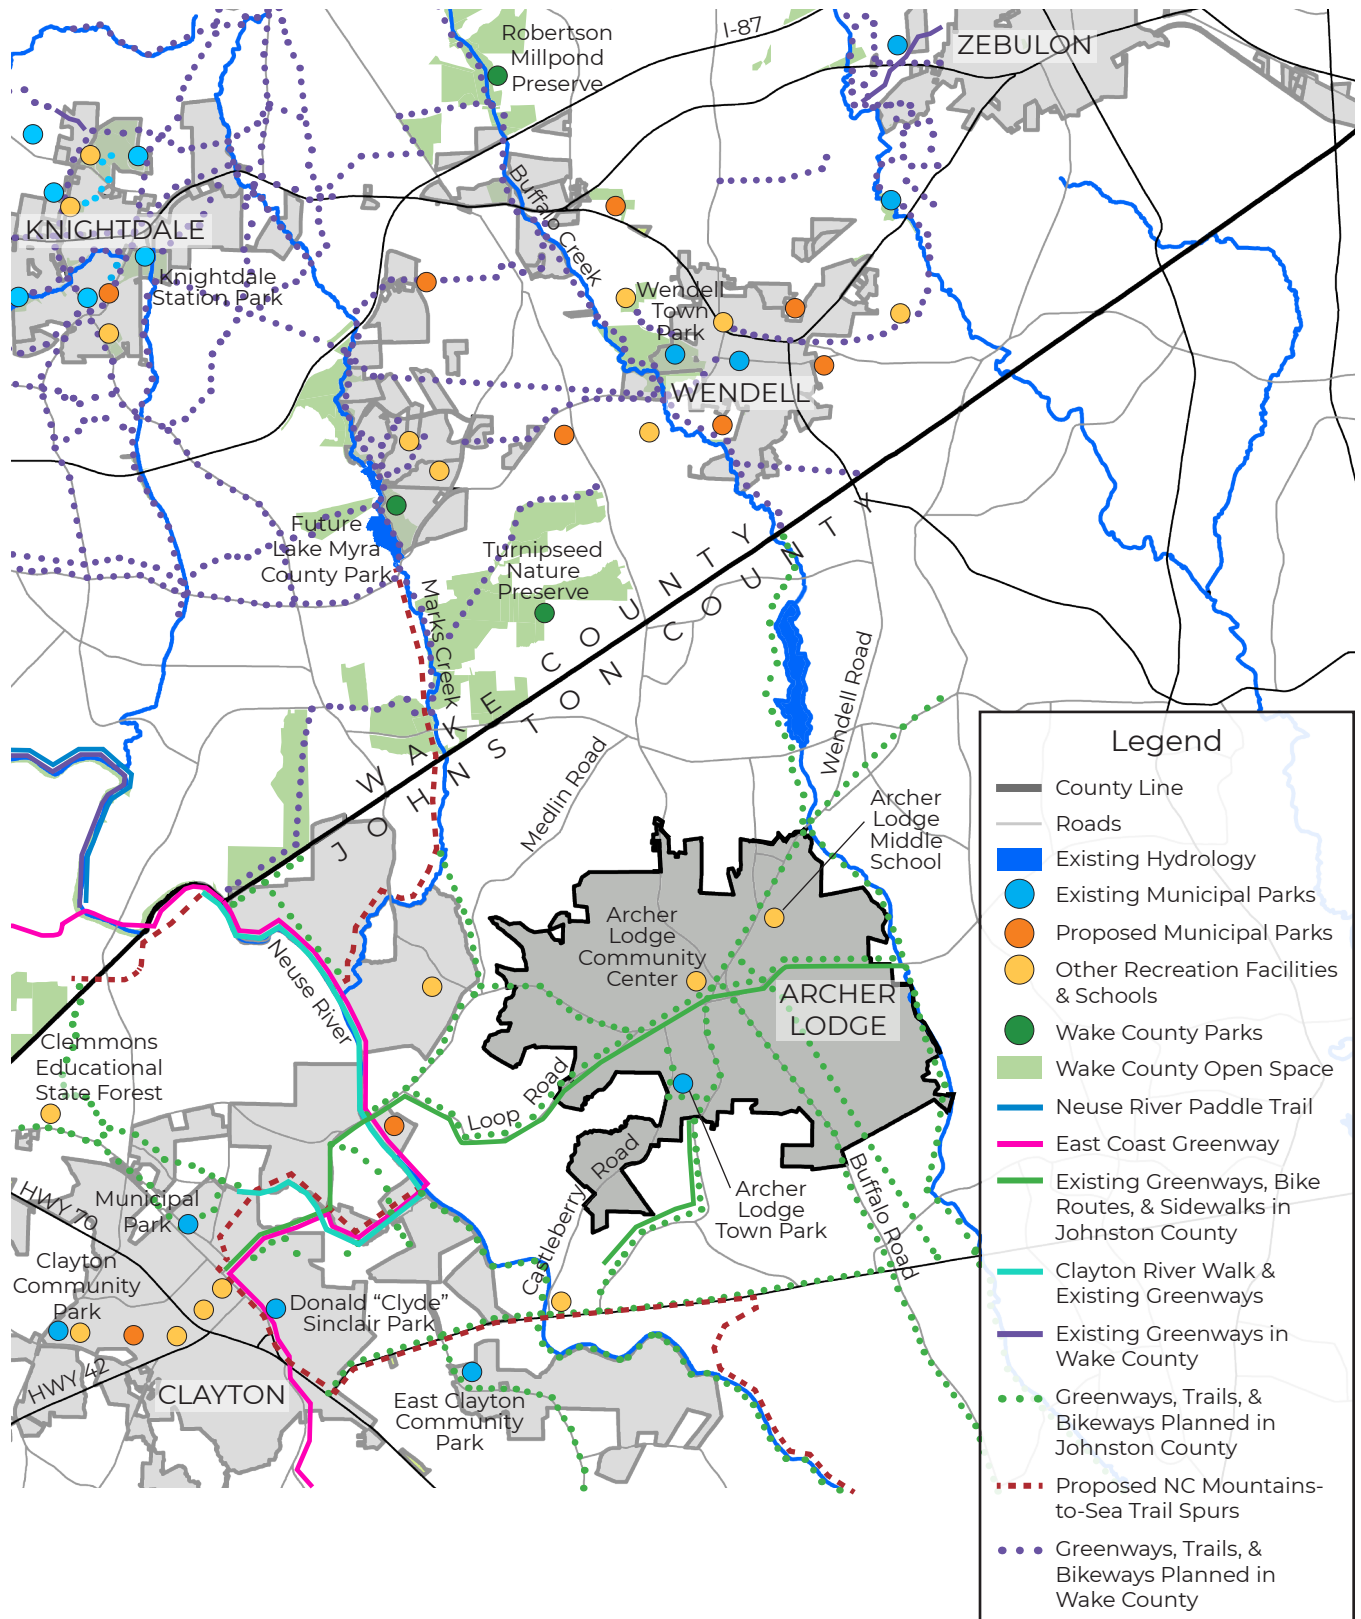 Robertson
Millpond
Preserve
I-87
ZEBULON
Buffalo Creek
KNIGHTDALE
Knightdale
Station Park
Wendell
Town
Park
WENDELL
Future
Lake Myra
County Park
Turnipseed
Nature
Preserve
Marks Creek
WAKE COUNTY
JOHNSTON COUNTY
Wendell Road
Medlin Road
Archer
Lodge
Middle
School
Archer
Lodge
Community
Center
ARCHER
LODGE
Neuse River
Clemmons
Educational
State Forest
Loop Road
Castleberry Road
Buffalo Road
Archer
Lodge
Town Park
HWY 70
Municipal
Park
Clayton
Community
Park
Donald “Clyde”
Sinclair Park
HWY 42
CLAYTON
East Clayton
Community
Park
Legend
County Line
Roads
Existing Hydrology
Existing Municipal Parks
Proposed Municipal Parks
Other Recreation Facilities
& Schools
Wake County Parks
Wake County Open Space
Neuse River Paddle Trail
East Coast Greenway
Existing Greenways, Bike
Routes, & Sidewalks in
Johnston County
Clayton River Walk &
Existing Greenways
Existing Greenways in
Wake County
Greenways, Trails, &
Bikeways Planned in
Johnston County
Proposed NC Mountains-
to-Sea Trail Spurs
Greenways, Trails, &
Bikeways Planned in
Wake County